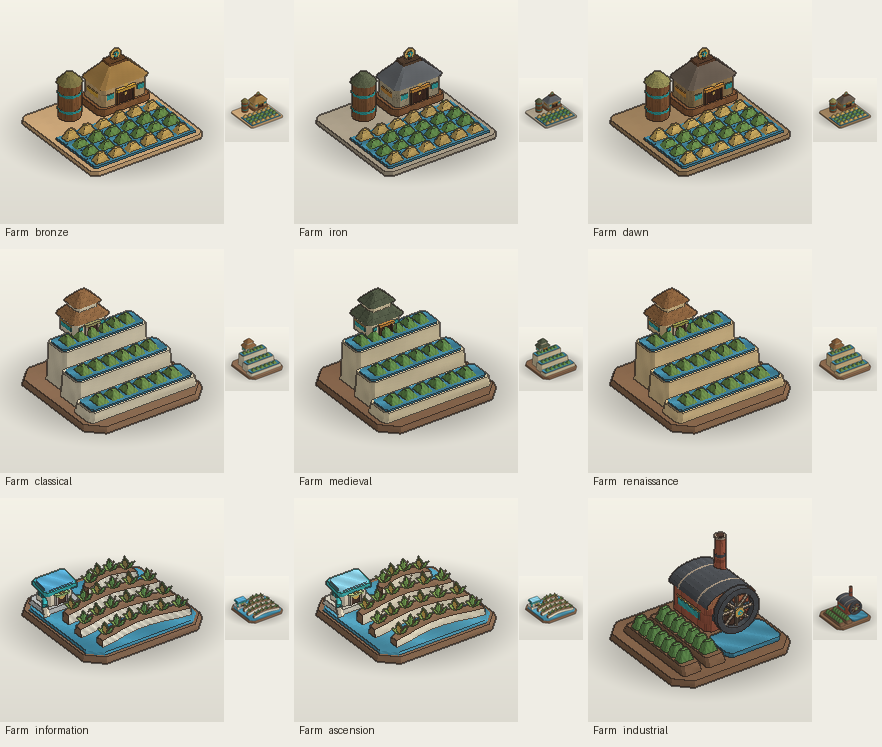 Farm bronze
Farm iron
Farm dawn
Farm classical
Farm medieval
Farm renaissance
Farm information
Farm ascension
Farm industrial